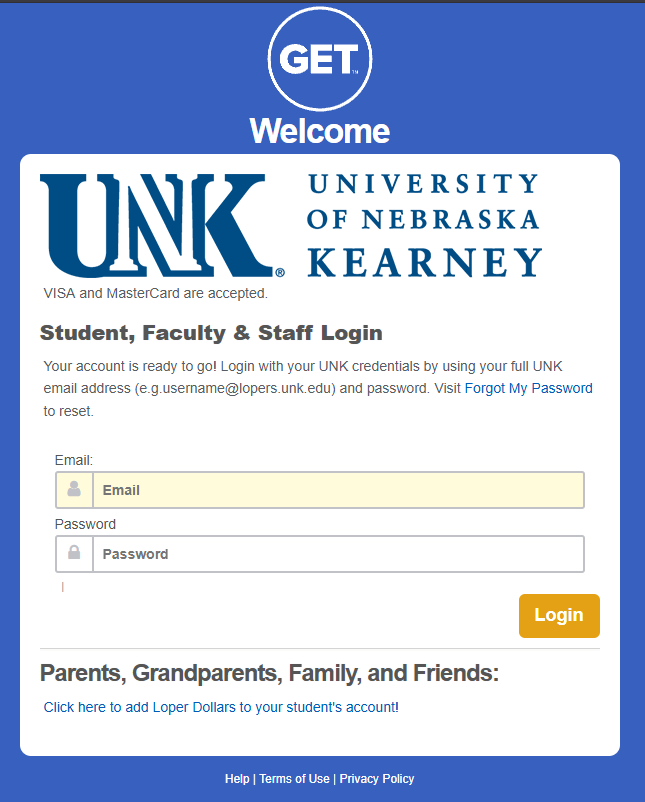 GET™
Welcome
UNK®
UNIVERSITY
OF NEBRASKA
KEARNEY
VISA and MasterCard are accepted.
Student, Faculty & Staff Login
Your account is ready to go! Login with your UNK credentials by using your full UNK
email address (e.g.username@lopers.unk.edu) and password. Visit Forgot My Password
to reset.
Email:
Email
Password
Password
|
Login
Parents, Grandparents, Family, and Friends:
Click here to add Loper Dollars to your student's account!
Help | Terms of Use | Privacy Policy